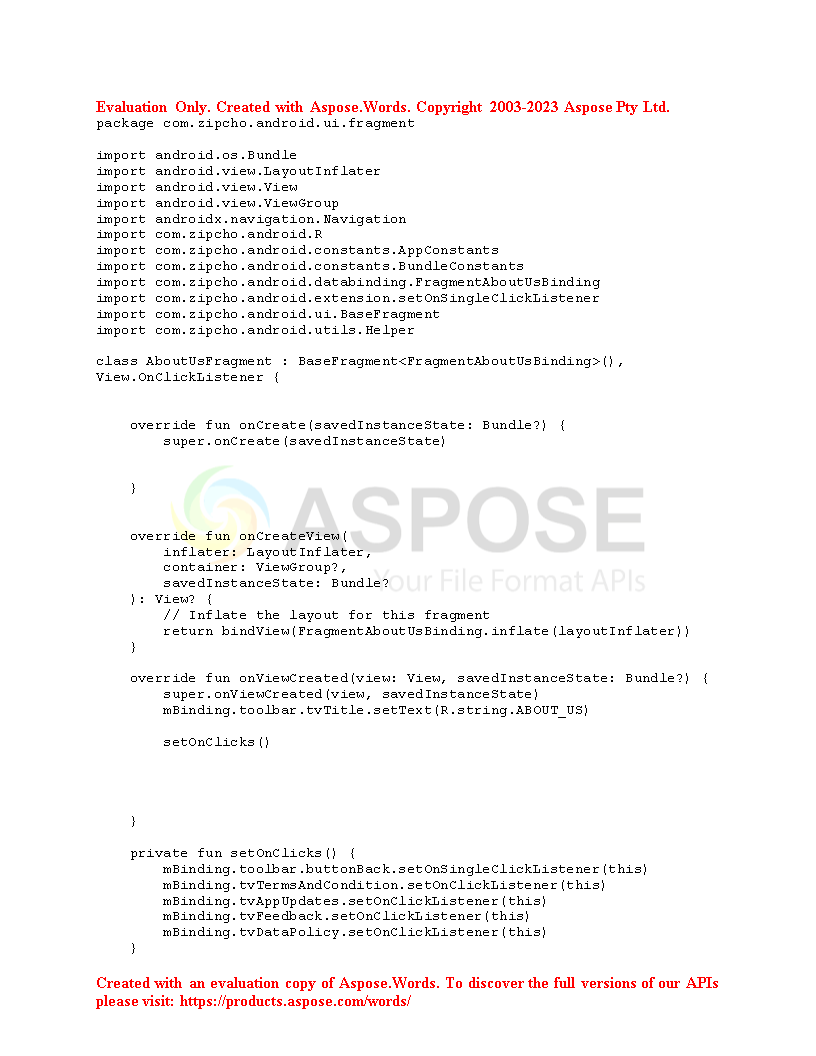 Evaluation Only. Created with Aspose.Words. Copyright 2003-2023 Aspose Pty Ltd.
package com.zipcho.android.ui.fragment

import android.os.Bundle
import android.view.LayoutInflater
import android.view.View
import android.view.ViewGroup
import androidx.navigation.Navigation
import com.zipcho.android.R
import com.zipcho.android.constants.AppConstants
import com.zipcho.android.constants.BundleConstants
import com.zipcho.android.databinding.FragmentAboutUsBinding
import com.zipcho.android.extension.setOnSingleClickListener
import com.zipcho.android.ui.BaseFragment
import com.zipcho.android.utils.Helper

class AboutUsFragment : BaseFragment<FragmentAboutUsBinding>(),
View.OnClickListener {

    override fun onCreate(savedInstanceState: Bundle?) {
        super.onCreate(savedInstanceState)

    }
ASPOSE
    override fun onCreateView(
        inflater: LayoutInflater,
        container: ViewGroup?,
        savedInstanceState: Bundle?
Your File Format APIs
    ): View? {
        // Inflate the layout for this fragment
        return bindView(FragmentAboutUsBinding.inflate(layoutInflater))
    }

    override fun onViewCreated(view: View, savedInstanceState: Bundle?) {
        super.onViewCreated(view, savedInstanceState)
        mBinding.toolbar.tvTitle.setText(R.string.ABOUT_US)

        setOnClicks()

    }

    private fun setOnClicks() {
        mBinding.toolbar.buttonBack.setOnSingleClickListener(this)
        mBinding.tvTermsAndCondition.setOnClickListener(this)
        mBinding.tvAppUpdates.setOnClickListener(this)
        mBinding.tvFeedback.setOnClickListener(this)
        mBinding.tvDataPolicy.setOnClickListener(this)
    }

Created with an evaluation copy of Aspose.Words. To discover the full versions of our APIs
please visit: https://products.aspose.com/words/